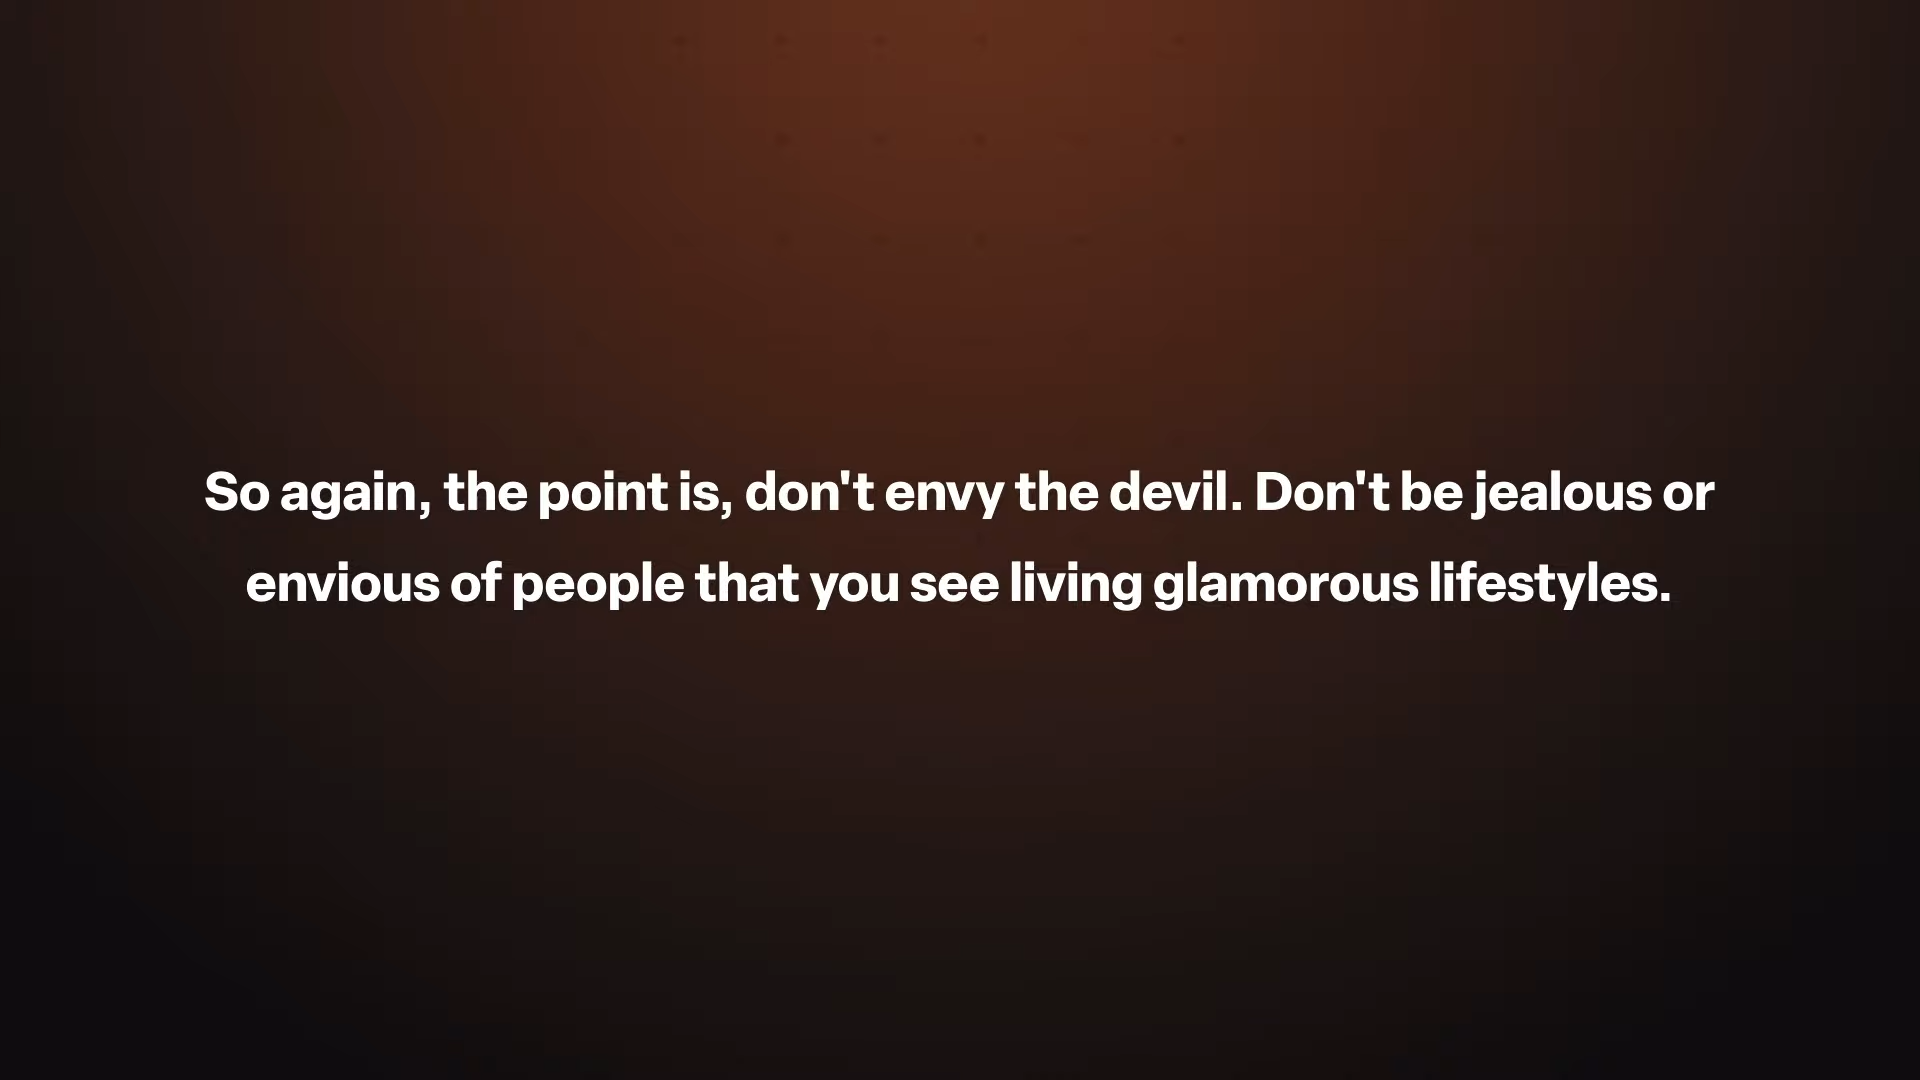 So again, the point is, don't envy the devil. Don't be jealous or
envious of people that you see living glamorous lifestyles.